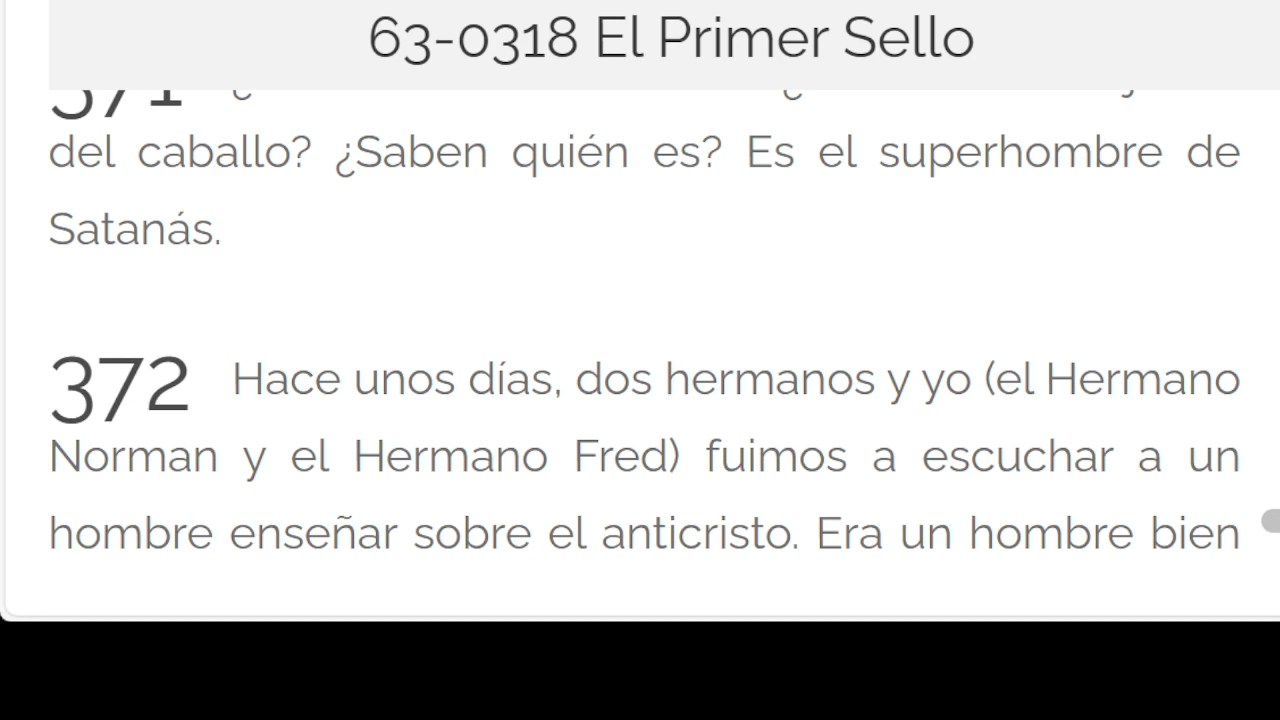 63-0318 El Primer Sello
371
del caballo? ¿Saben quién es? Es el superhombre de
Satanás.
372 Hace unos días, dos hermanos y yo (el Hermano
Norman y el Hermano Fred) fuimos a escuchar a un
hombre enseñar sobre el anticristo. Era un hombre bien